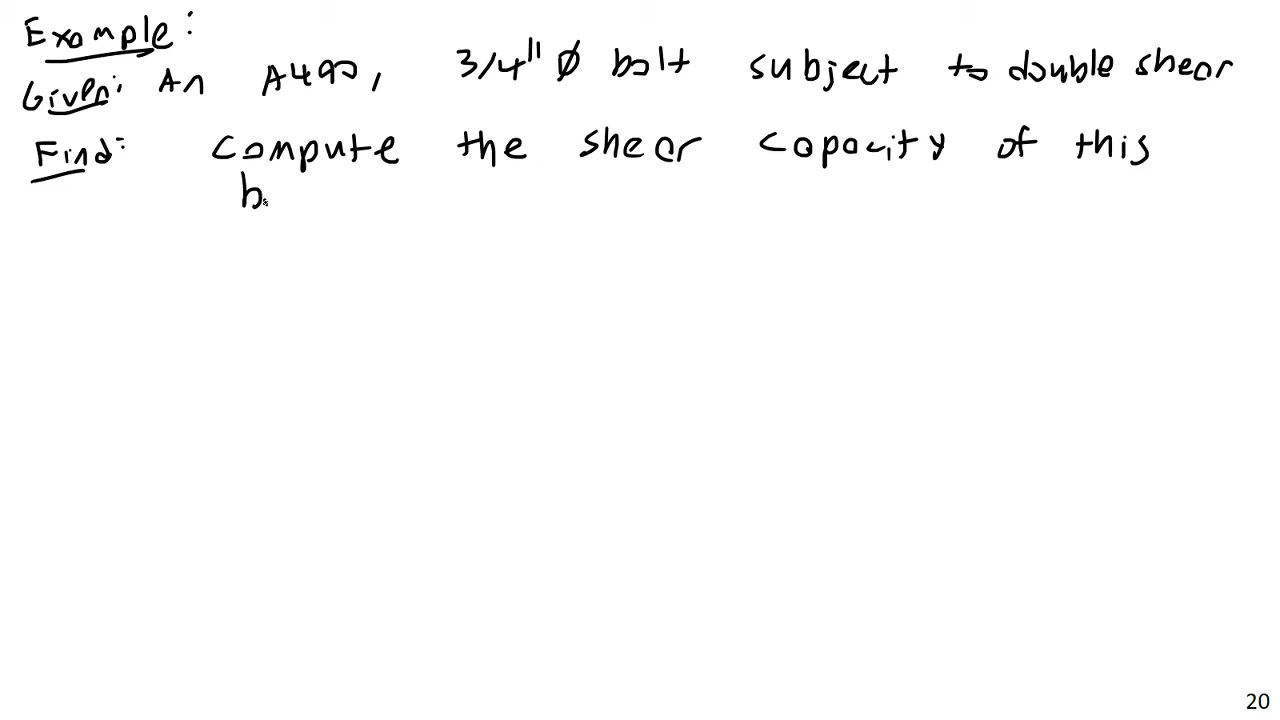 Example:
Given: An A490, 3/4" Ø bolt subject to double shear
Find: compute the shear capacity of this
b
20